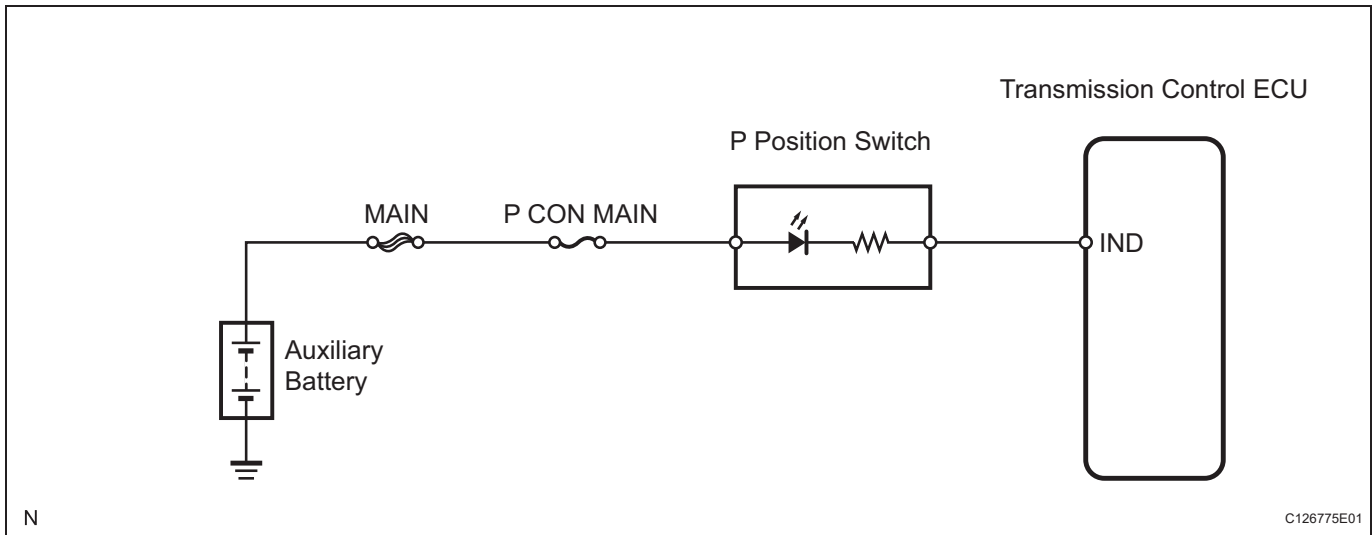 Transmission Control ECU
P Position Switch
MAIN
P CON MAIN
IND
Auxiliary
Battery
N
C126775E01